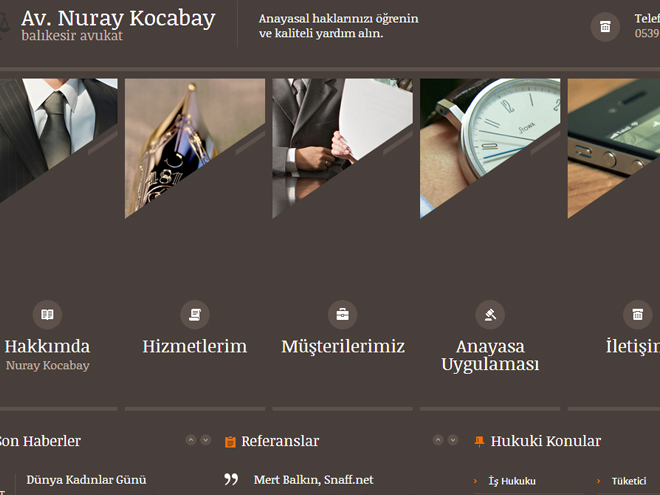 Av. Nuray Kocabay
balıkesir avukat
Anayasal haklarınızı öğrenin
ve kaliteli yardım alın.
Telef
0539
STOWA
Hakkımda
Nuray Kocabay
Hizmetlerim
Müşterilerimiz
Anayasa
Uygulaması
İletişim
Son Haberler
Referanslar
Hukuki Konular
Dünya Kadınlar Günü
Mert Balkın, Snaff.net
İş Hukuku
Tüketici